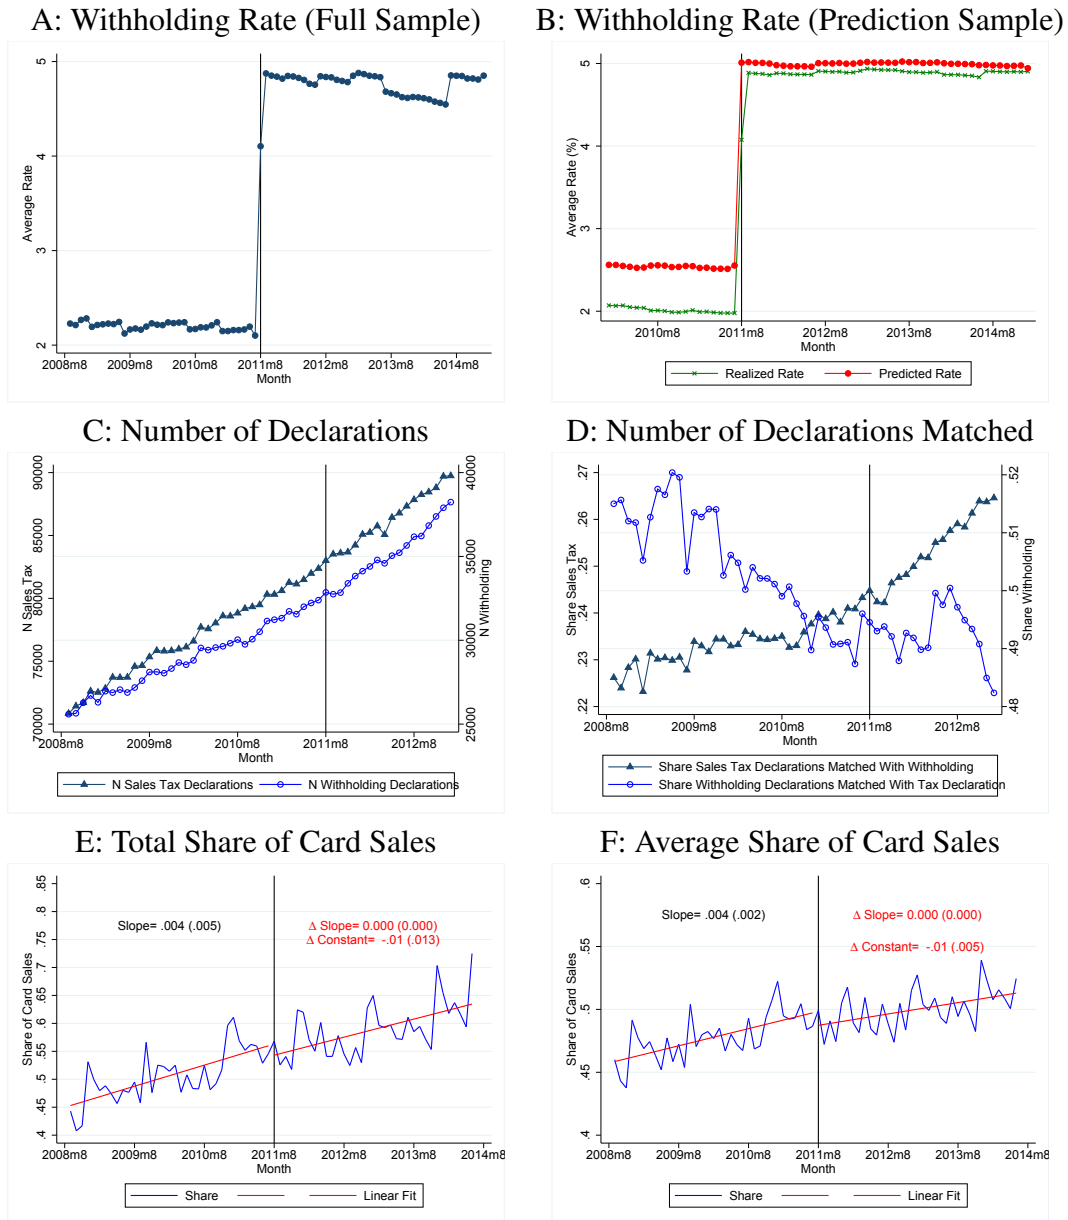 A: Withholding Rate (Full Sample)
Average Rate
5
4
3
2
2008m8 2009m8 2010m8 2011m8 2012m8 2013m8 2014m8
Month
B: Withholding Rate (Prediction Sample)
Average Rate (%)
5
4
3
2
2010m8 2011m8 2012m8 2013m8 2014m8
Month
Realized Rate Predicted Rate
C: Number of Declarations
N Sales Tax
90000
85000
80000
75000
70000
N Withholding
40000
35000
30000
25000
2008m8 2009m8 2010m8 2011m8 2012m8
Month
N Sales Tax Declarations N Withholding Declarations
D: Number of Declarations Matched
Share Sales Tax
.27
.26
.25
.24
.23
.22
Share Withholding
.52
.51
.5
.49
.48
2008m8 2009m8 2010m8 2011m8 2012m8
Month
Share Sales Tax Declarations Matched With Withholding
Share Withholding Declarations Matched With Tax Declaration
E: Total Share of Card Sales
Share of Card Sales
.85
.8
.75
.7
.65
.6
.55
.5
.45
.4
Slope= .004 (.005)
Δ Slope= 0.000 (0.000)
Δ Constant= -.01 (.013)
2008m8 2009m8 2010m8 2011m8 2012m8 2013m8 2014m8
Month
Share Linear Fit
F: Average Share of Card Sales
Share of Card Sales
.6
.55
.5
.45
.4
Slope= .004 (.002)
Δ Slope= 0.000 (0.000)
Δ Constant= -.01 (.005)
2008m8 2009m8 2010m8 2011m8 2012m8 2013m8 2014m8
Month
Share Linear Fit